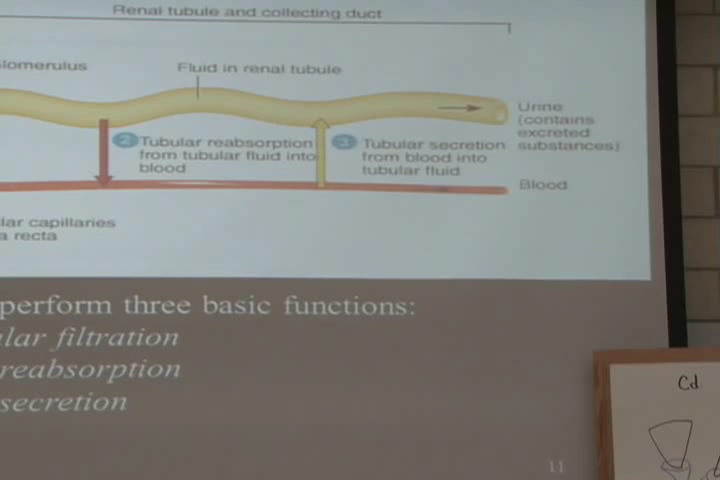 Renal tubule and collecting duct
lomerulus
Fluid in renal tubule
Urine
(contains
excreted
substances)
2 Tubular reabsorption
from tubular fluid into
blood
3 Tubular secretion
from blood into
tubular fluid
Blood
lar capillaries
a recta
perform three basic functions:
lar filtration
reabsorption
secretion
11
Cd